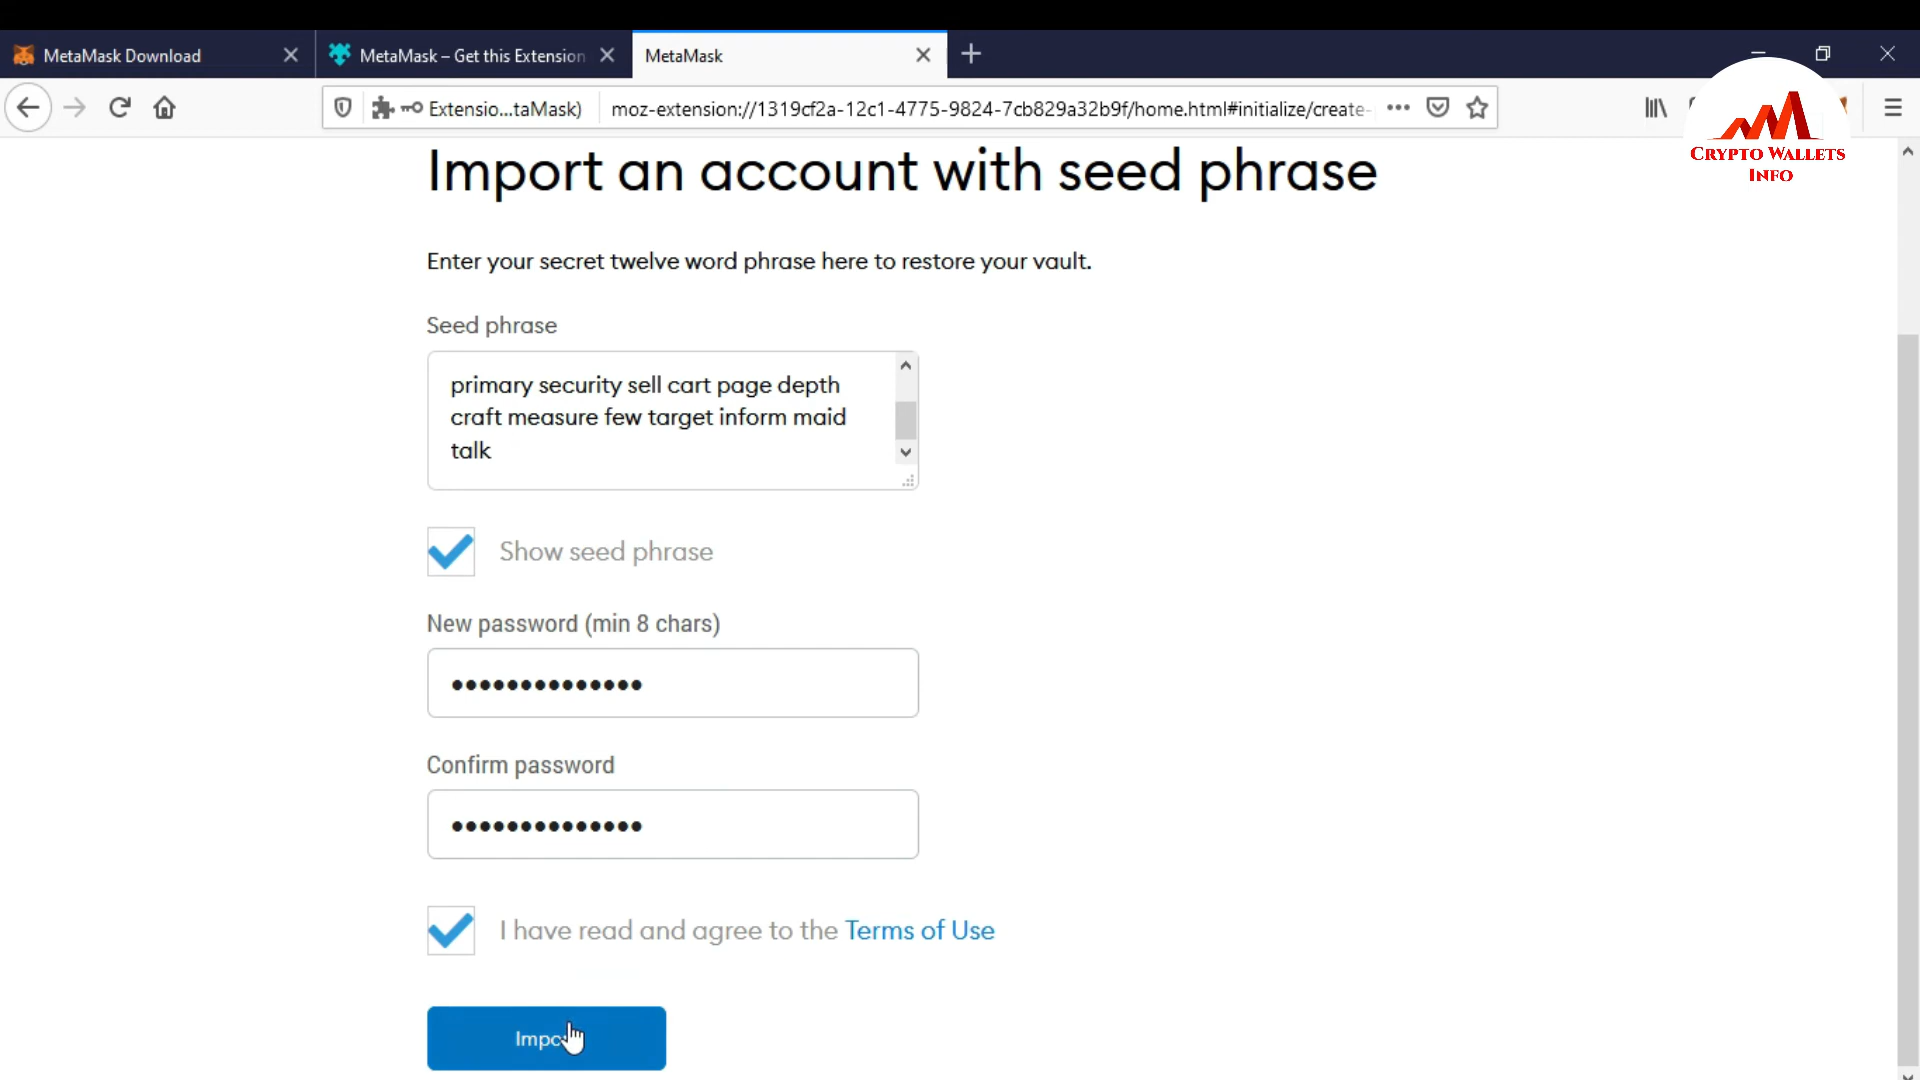 MetaMask Download
MetaMask – Get this Extension
MetaMask
Extensio...taMask)
moz-extension://1319cf2a-12c1-4775-9824-7cb829a32b9f/home.html#initialize/create-
CRYPTO WALLETS
INFO
Import an account with seed phrase
Enter your secret twelve word phrase here to restore your vault.
Seed phrase
primary security sell cart page depth
craft measure few target inform maid
talk
Show seed phrase
New password (min 8 chars)
Confirm password
I have read and agree to the Terms of Use